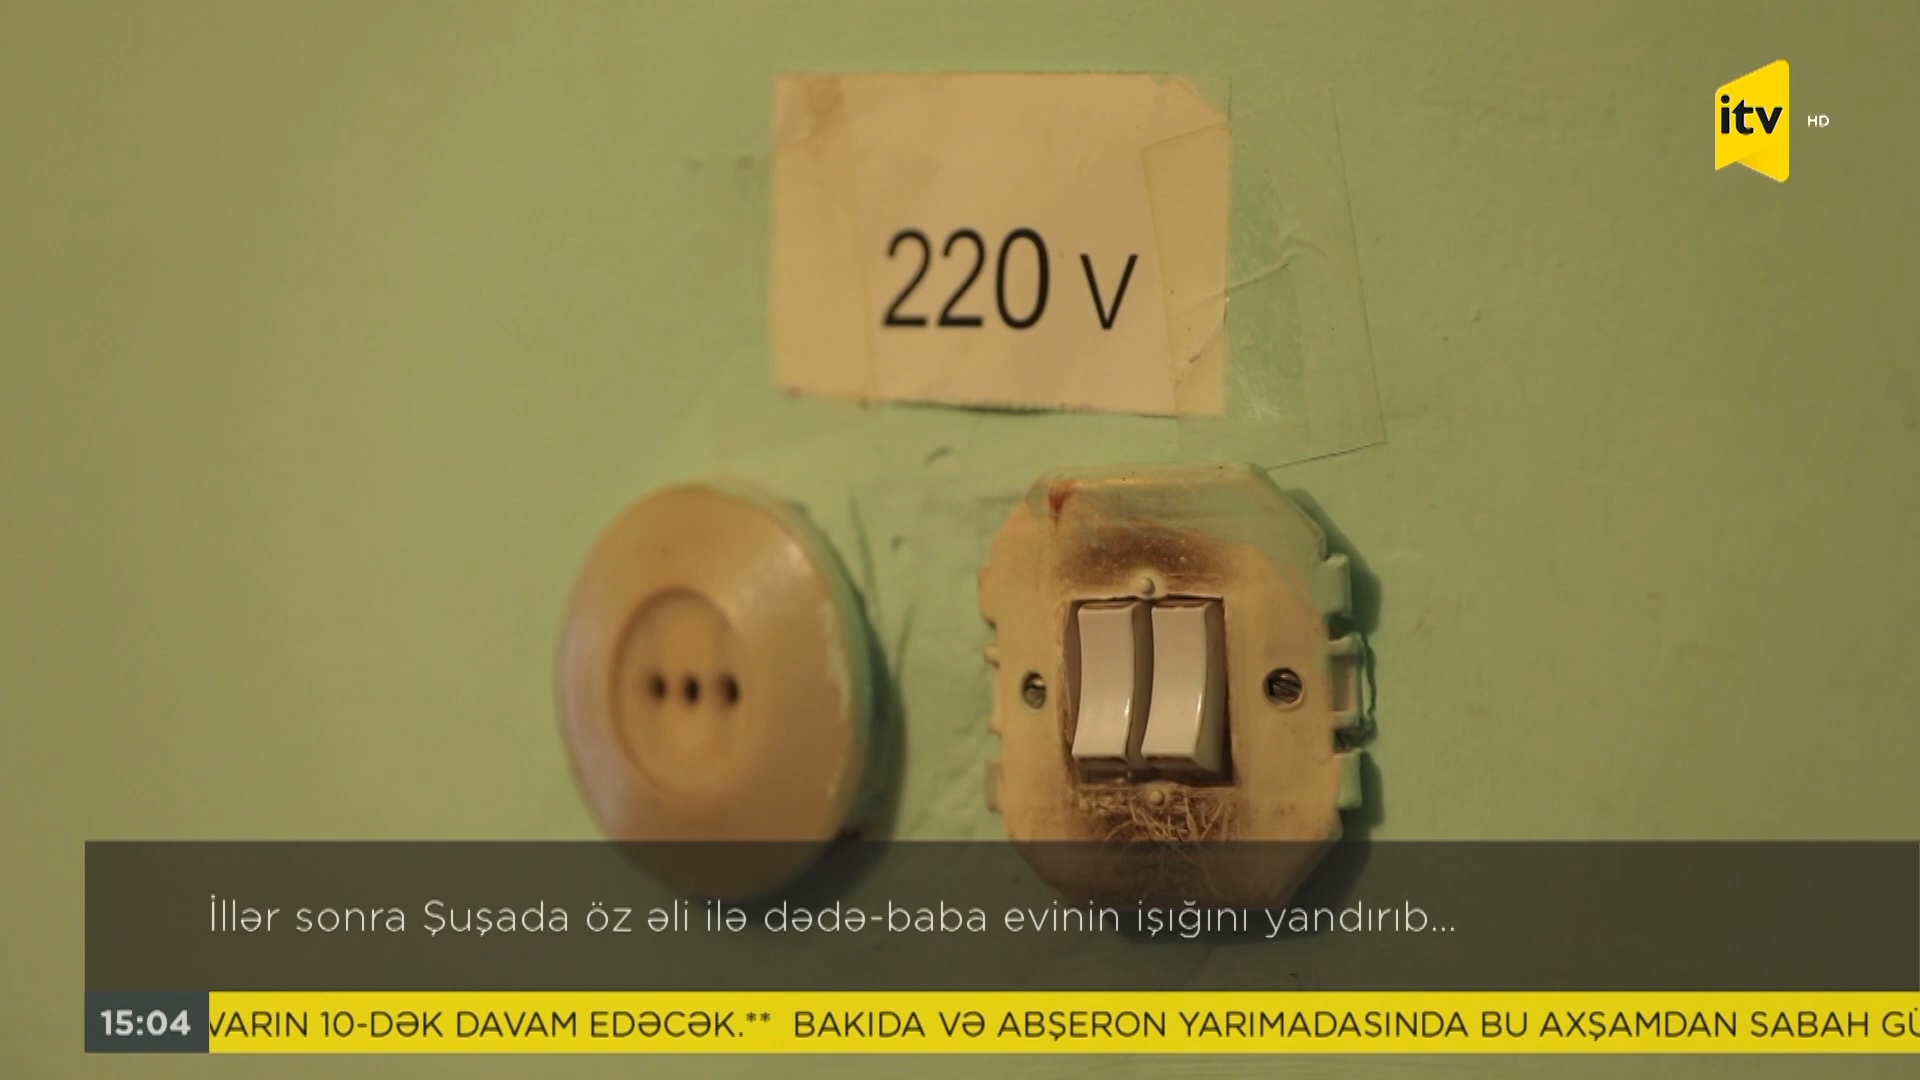 itv HD
220 V
İllər sonra Şuşada öz əli ilə dədə-baba evinin işığını yandırıb...
15:04 VARIN 10-DƏK DAVAM EDƏCƏK.** BAKIDA VƏ ABŞERON YARIMADASINDA BU AXŞAMDAN SABAH